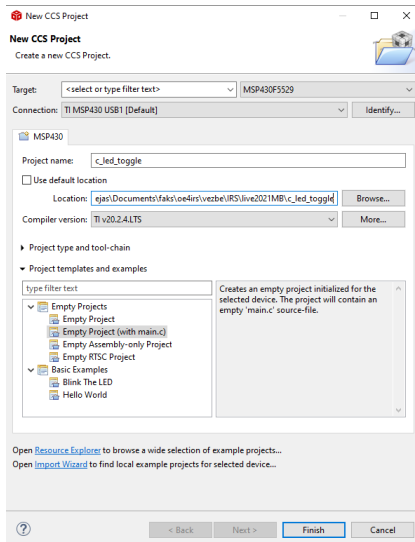 New CCS Project
New CCS Project
Create a new CCS Project.
Target: <select or type filter text> MSP430F5529
Connection: TI MSP430 USB1 [Default] Identify...
MSP430
Project name: c_led_toggle
Use default location
Location: ejas\Documents\faks\oe4irs\vezbe\IRS\live2021MB\c_led_toggle Browse...
Compiler version: TI v20.2.4.LTS More...
Project type and tool-chain
Project templates and examples
type filter text
Empty Projects
Empty Project
Empty Project (with main.c)
Empty Assembly-only Project
Empty RTSC Project
Basic Examples
Blink The LED
Hello World
Creates an empty project initialized for the
selected device. The project will contain an
empty 'main.c' source-file.
Open Resource Explorer to browse a wide selection of example projects...
Open Import Wizard to find local example projects for selected device...
? < Back Next > Finish Cancel